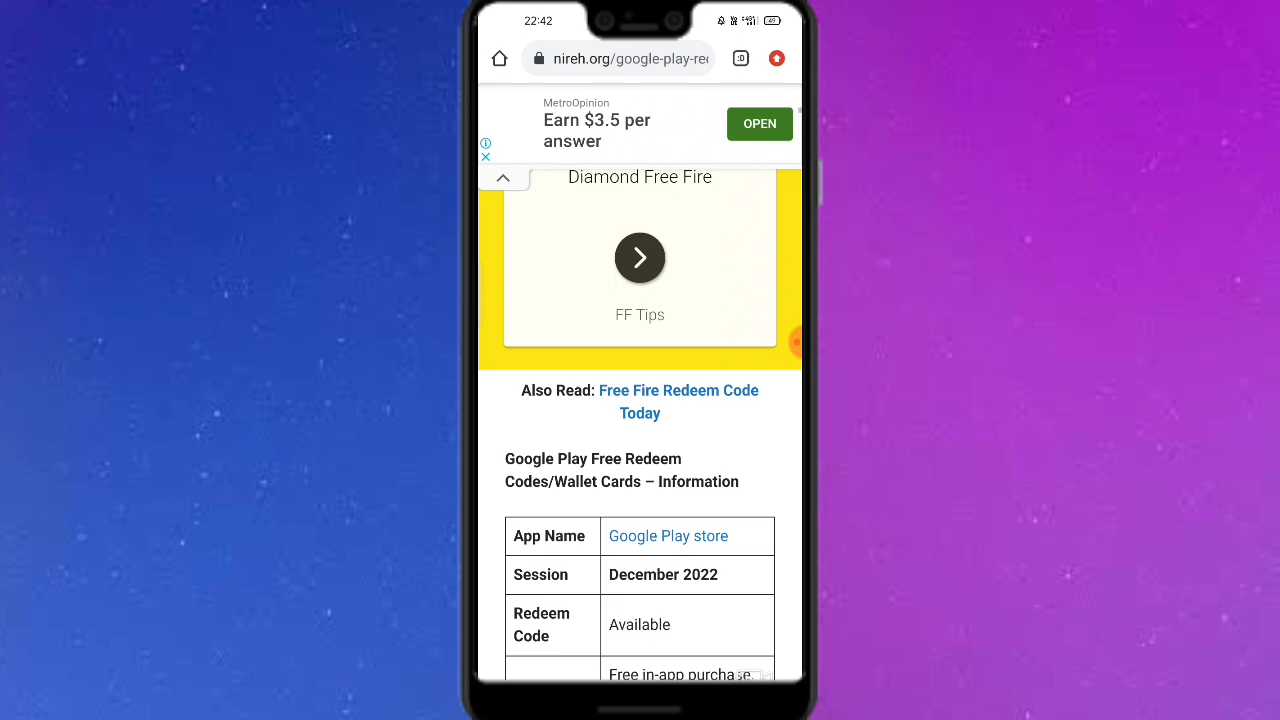 22:42
49
nireh.org/google-play-re
:D
MetroOpinion
Earn $3.5 per
answer
OPEN
Diamond Free Fire
FF Tips
Also Read: Free Fire Redeem Code
Today
Google Play Free Redeem
Codes/Wallet Cards – Information
App Name Google Play store
Session December 2022
Redeem
Code
Available
Free in-app purchase,